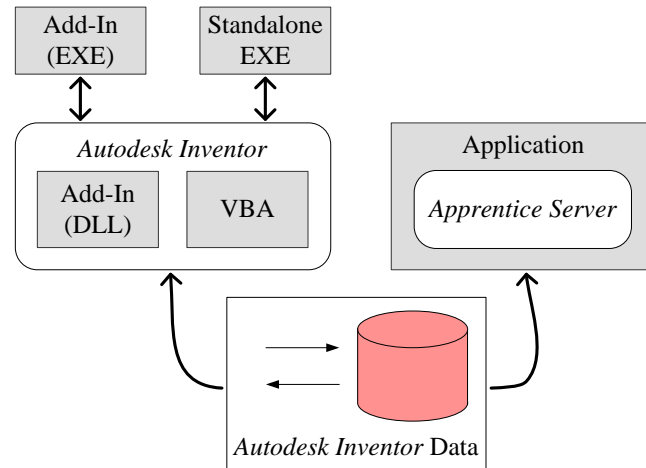 Add-In
(EXE)
Standalone
EXE
Autodesk Inventor
Add-In
(DLL)
VBA
Application
Apprentice Server
Autodesk Inventor Data